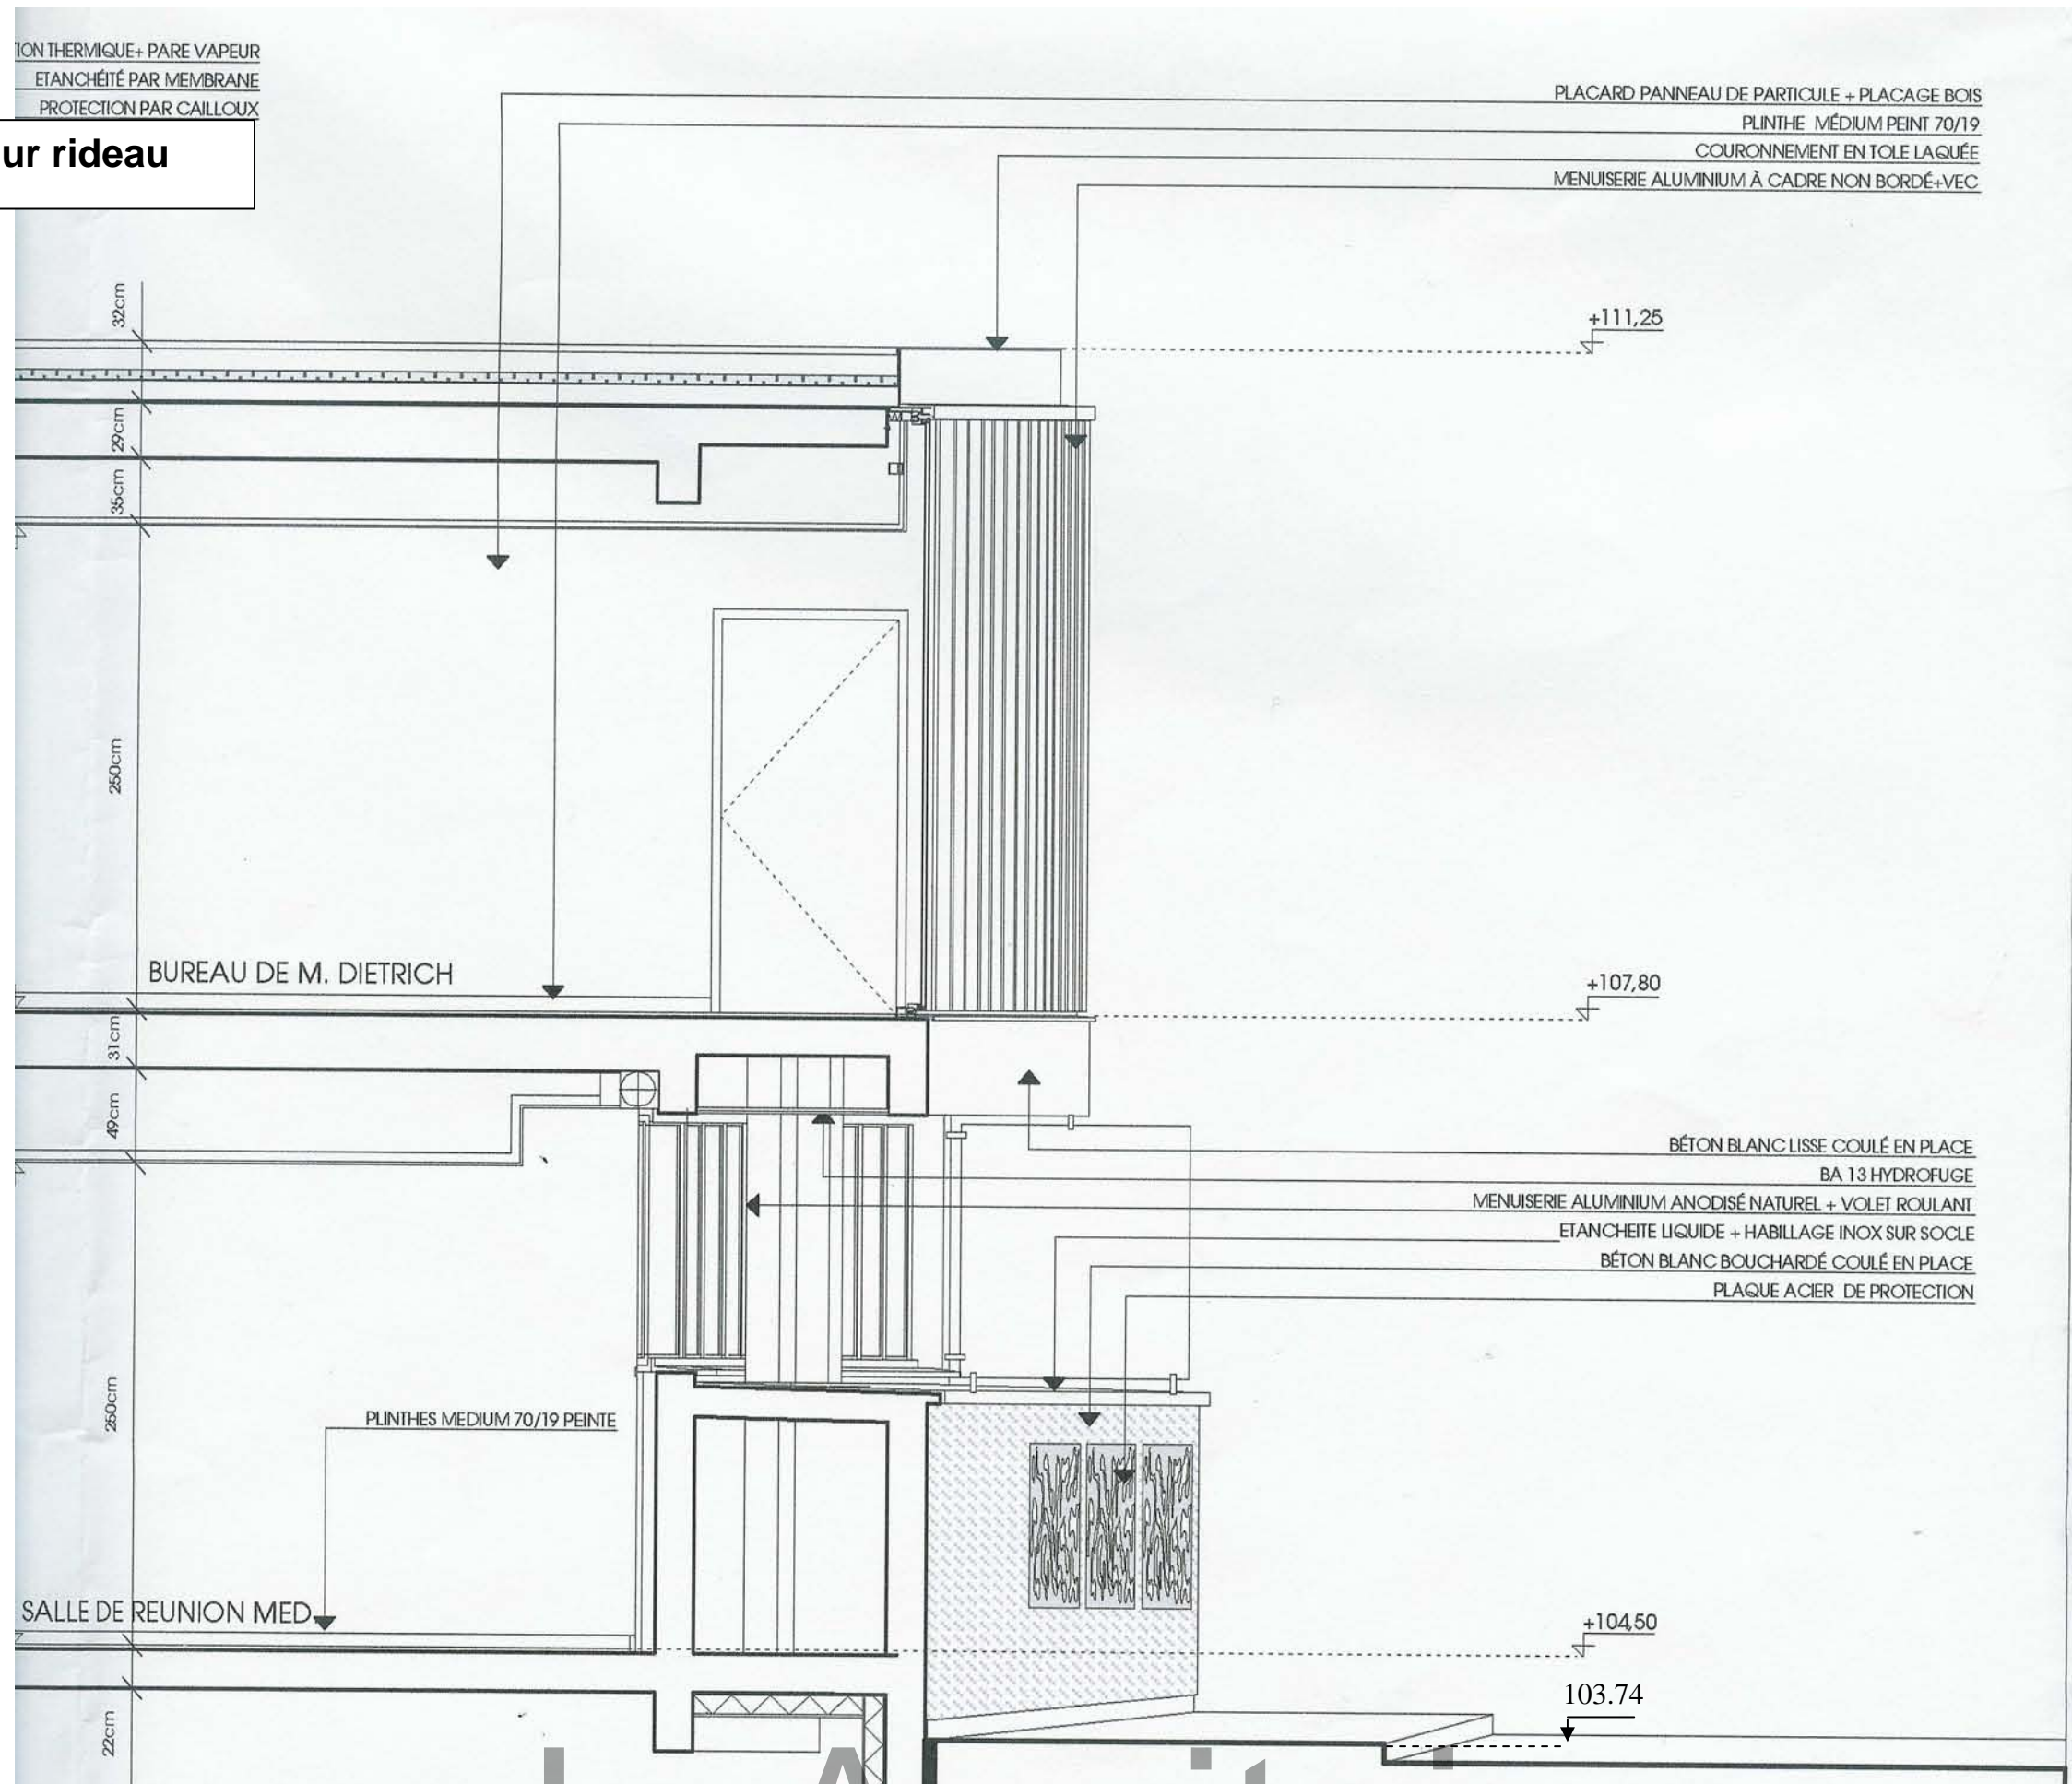 ION THERMIQUE+ PARE VAPEUR
ETANCHÉITÉ PAR MEMBRANE
PROTECTION PAR CAILLOUX
ur rideau
PLACARD PANNEAU DE PARTICULE + PLACAGE BOIS
PLINTHE MÉDIUM PEINT 70/19
COURONNEMENT EN TOLE LAQUÉE
MENUISERIE ALUMINIUM À CADRE NON BORDÉ+VEC
32cm
+111,25
29cm
35cm
250cm
BUREAU DE M. DIETRICH
+107,80
31cm
49cm
BÉTON BLANC LISSE COULÉ EN PLACE
BA 13 HYDROFUGE
MENUISERIE ALUMINIUM ANODISÉ NATUREL + VOLET ROULANT
ETANCHEITE LIQUIDE + HABILLAGE INOX SUR SOCLE
BÉTON BLANC BOUCHARDÉ COULÉ EN PLACE
PLAQUE ACIER DE PROTECTION
250cm
PLINTHES MEDIUM 70/19 PEINTE
SALLE DE REUNION MED
+104,50
103.74
22cm